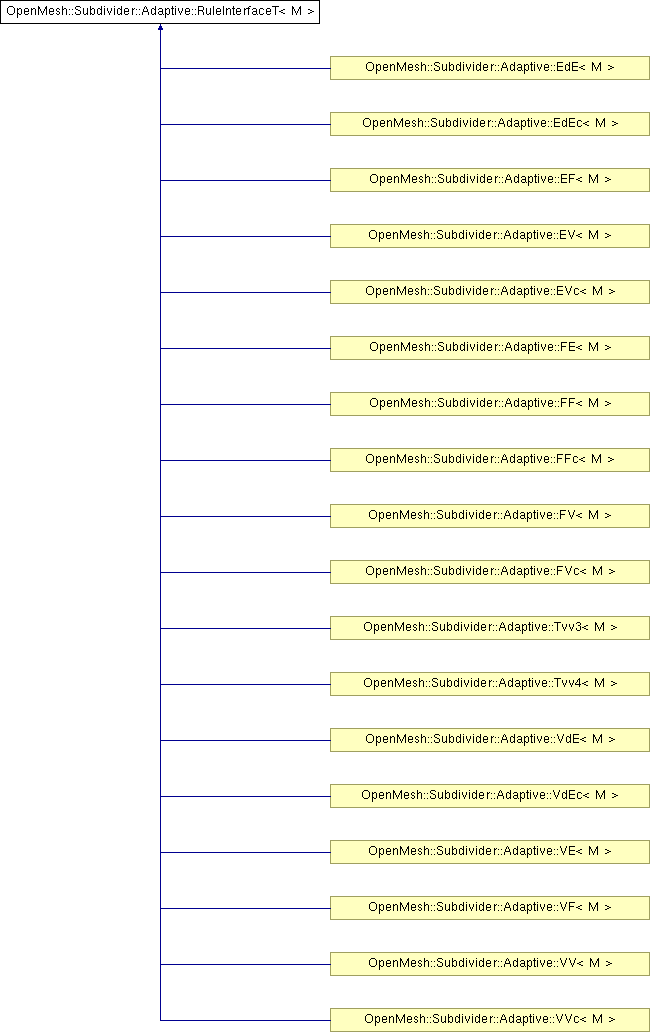 OpenMesh::Subdivider::Adaptive::RuleInterfaceT< M >
OpenMesh::Subdivider::Adaptive::EdE< M >
OpenMesh::Subdivider::Adaptive::EdEc< M >
OpenMesh::Subdivider::Adaptive::EF< M >
OpenMesh::Subdivider::Adaptive::EV< M >
OpenMesh::Subdivider::Adaptive::EVc< M >
OpenMesh::Subdivider::Adaptive::FE< M >
OpenMesh::Subdivider::Adaptive::FF< M >
OpenMesh::Subdivider::Adaptive::FFc< M >
OpenMesh::Subdivider::Adaptive::FV< M >
OpenMesh::Subdivider::Adaptive::FVc< M >
OpenMesh::Subdivider::Adaptive::Tvv3< M >
OpenMesh::Subdivider::Adaptive::Tvv4< M >
OpenMesh::Subdivider::Adaptive::VdE< M >
OpenMesh::Subdivider::Adaptive::VdEc< M >
OpenMesh::Subdivider::Adaptive::VE< M >
OpenMesh::Subdivider::Adaptive::VF< M >
OpenMesh::Subdivider::Adaptive::VV< M >
OpenMesh::Subdivider::Adaptive::VVc< M >